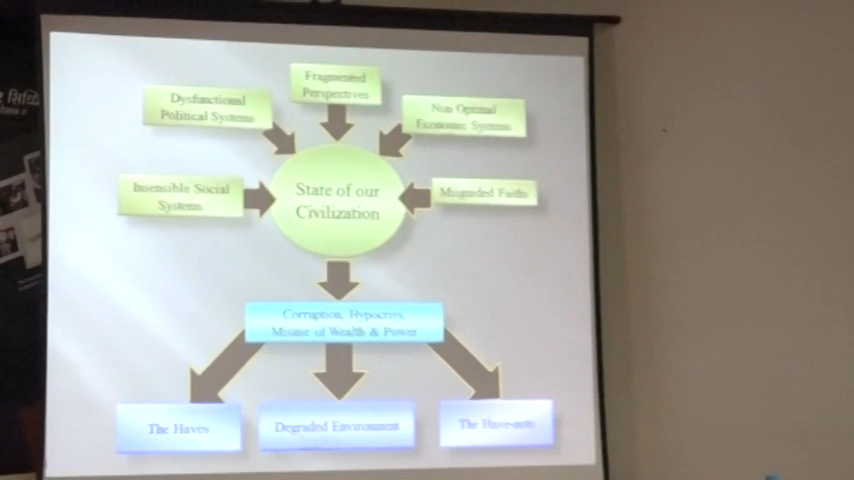 Fragmented
Perspectives
Dysfunctional
Political Systems
Non Optimal
Economic Systems
Insensible Social
Systems
State of our
Civilization
Misguided Faiths
Corruption, Hypocrisy,
Misuse of Wealth & Power
The Haves
Degraded Environment
The Have-nots